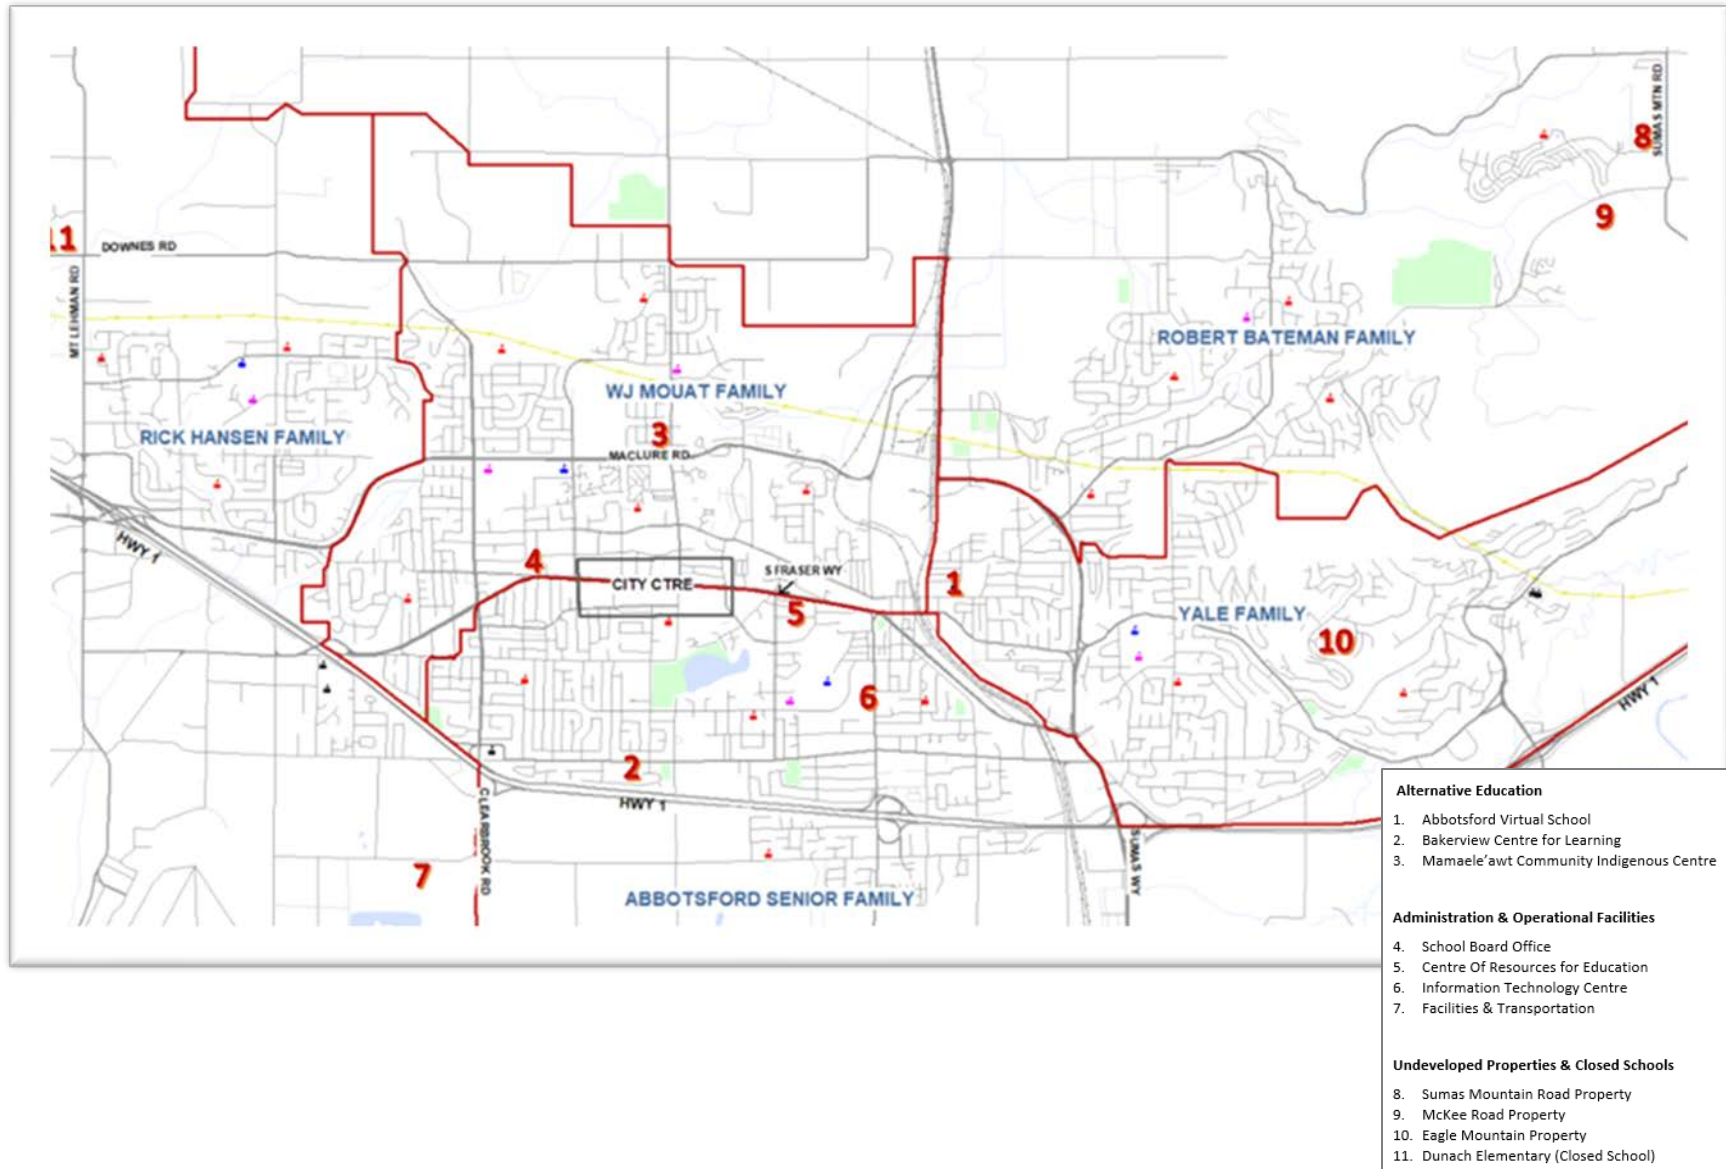 SUMAS MTN RD
8
9
11
DOWNES RD
MT LEHMAN RD
ROBERT BATEMAN FAMILY
WJ MOUAT FAMILY
RICK HANSEN FAMILY
3
MACLURE RD
HWY 1
4
CITY CTRE
S FRASER WY
5
1
YALE FAMILY
10
6
HWY 1
2
HWY 1
CLEARBROOK RD
7
SUMAS WY
ABBOTSFORD SENIOR FAMILY
Alternative Education
1. Abbotsford Virtual School
2. Bakerview Centre for Learning
3. Mamaele'awt Community Indigenous Centre
Administration & Operational Facilities
4. School Board Office
5. Centre Of Resources for Education
6. Information Technology Centre
7. Facilities & Transportation
Undeveloped Properties & Closed Schools
8. Sumas Mountain Road Property
9. McKee Road Property
10. Eagle Mountain Property
11. Dunach Elementary (Closed School)